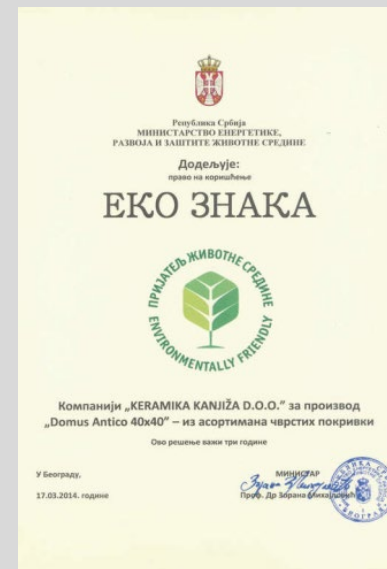 Република Србија
МИНИСТАРСТВО ЕНЕРГЕТИКЕ,
РАЗВОЈА И ЗАШТИТЕ ЖИВОТНЕ СРЕДИНЕ
Додељује:
право на коришћење
ЕКО ЗНАКА
ПРИЈАТЕЉ ЖИВОТНЕ СРЕДИНЕ
ENVIRONMENTALLY FRIENDLY
Компанији „KERAMIKA KANJIŽA D.O.O.” за производ
„Domus Antico 40x40” – из асортимана чврстих покривки
Ово решење важи три године
У Београду,
МИНИСТАР
17.03.2014. године
Проф. Др Зорана Михајловић